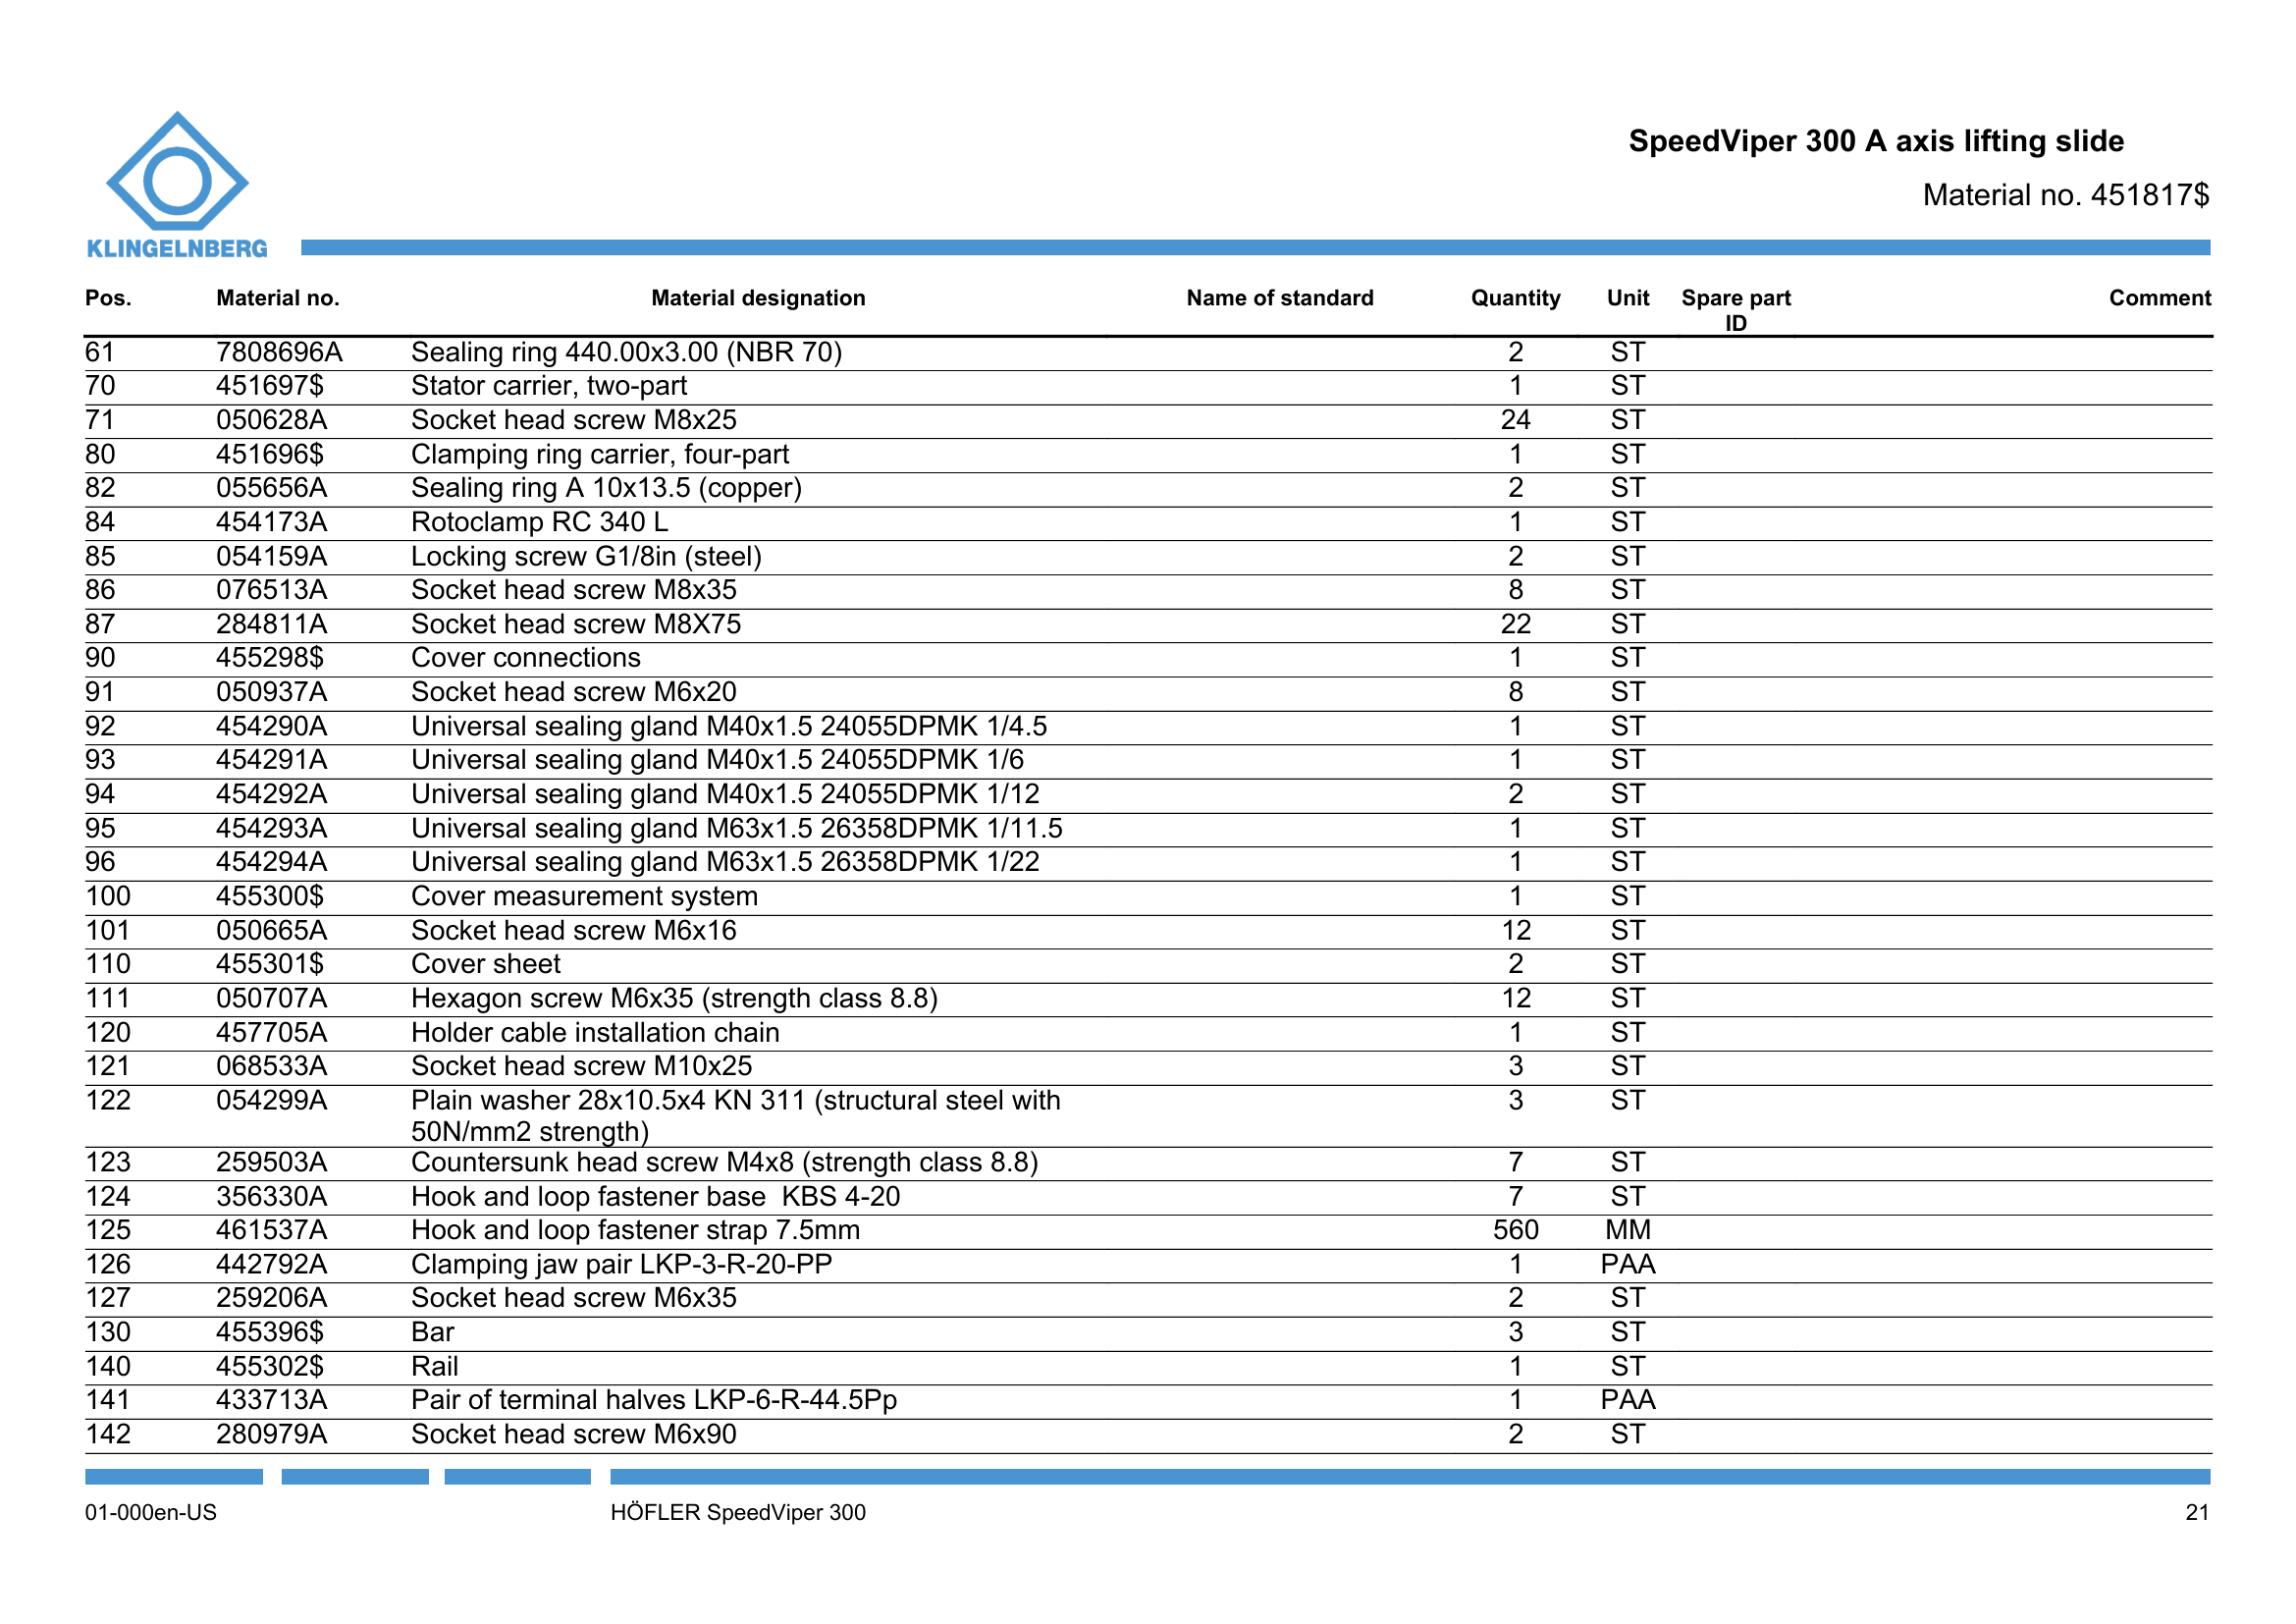 KLINGELNBERG
SpeedViper 300 A axis lifting slide
Material no. 451817$
Pos. Material no. Material designation Name of standard Quantity Unit Spare part ID Comment
61 7808696A Sealing ring 440.00x3.00 (NBR 70) 2 ST
70 451697$ Stator carrier, two-part 1 ST
71 050628A Socket head screw M8x25 24 ST
80 451696$ Clamping ring carrier, four-part 1 ST
82 055656A Sealing ring A 10x13.5 (copper) 2 ST
84 454173A Rotoclamp RC 340 L 1 ST
85 054159A Locking screw G1/8in (steel) 2 ST
86 076513A Socket head screw M8x35 8 ST
87 284811A Socket head screw M8X75 22 ST
90 455298$ Cover connections 1 ST
91 050937A Socket head screw M6x20 8 ST
92 454290A Universal sealing gland M40x1.5 24055DPMK 1/4.5 1 ST
93 454291A Universal sealing gland M40x1.5 24055DPMK 1/6 1 ST
94 454292A Universal sealing gland M40x1.5 24055DPMK 1/12 2 ST
95 454293A Universal sealing gland M63x1.5 26358DPMK 1/11.5 1 ST
96 454294A Universal sealing gland M63x1.5 26358DPMK 1/22 1 ST
100 455300$ Cover measurement system 1 ST
101 050665A Socket head screw M6x16 12 ST
110 455301$ Cover sheet 2 ST
111 050707A Hexagon screw M6x35 (strength class 8.8) 12 ST
120 457705A Holder cable installation chain 1 ST
121 068533A Socket head screw M10x25 3 ST
122 054299A Plain washer 28x10.5x4 KN 311 (structural steel with 3 ST
50N/mm2 strength)
123 259503A Countersunk head screw M4x8 (strength class 8.8) 7 ST
124 356330A Hook and loop fastener base  KBS 4-20 7 ST
125 461537A Hook and loop fastener strap 7.5mm 560 MM
126 442792A Clamping jaw pair LKP-3-R-20-PP 1 PAA
127 259206A Socket head screw M6x35 2 ST
130 455396$ Bar 3 ST
140 455302$ Rail 1 ST
141 433713A Pair of terminal halves LKP-6-R-44.5Pp 1 PAA
142 280979A Socket head screw M6x90 2 ST
01-000en-US HÖFLER SpeedViper 300 21